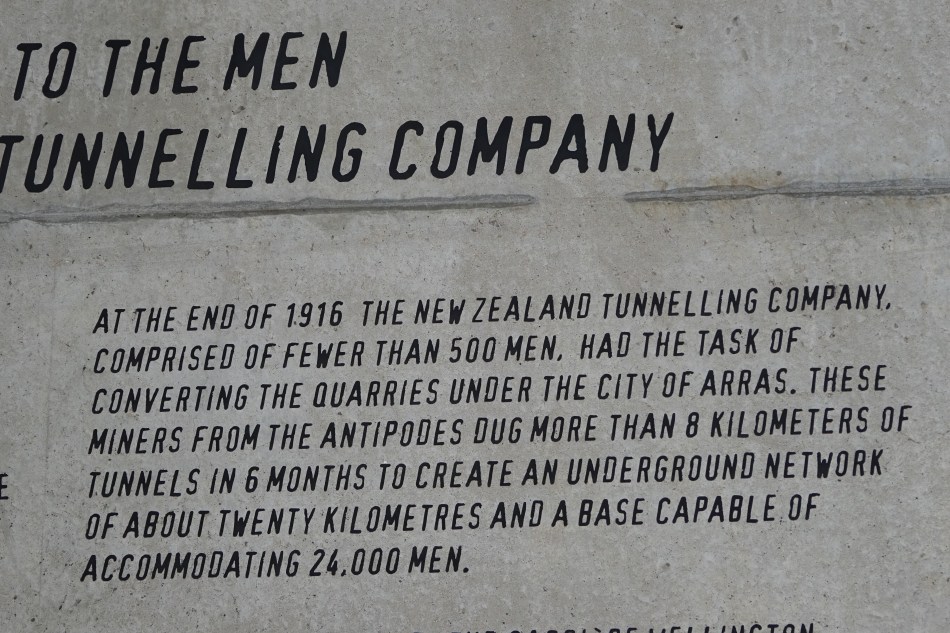 TO THE MEN
TUNNELLING COMPANY
AT THE END OF 1916 THE NEW ZEALAND TUNNELLING COMPANY,
COMPRISED OF FEWER THAN 500 MEN, HAD THE TASK OF
CONVERTING THE QUARRIES UNDER THE CITY OF ARRAS. THESE
MINERS FROM THE ANTIPODES DUG MORE THAN 8 KILOMETERS OF
TUNNELS IN 6 MONTHS TO CREATE AN UNDERGROUND NETWORK
E
OF ABOUT TWENTY KILOMETRES AND A BASE CAPABLE OF
ACCOMMODATING 24,000 MEN.
WELLINGTON